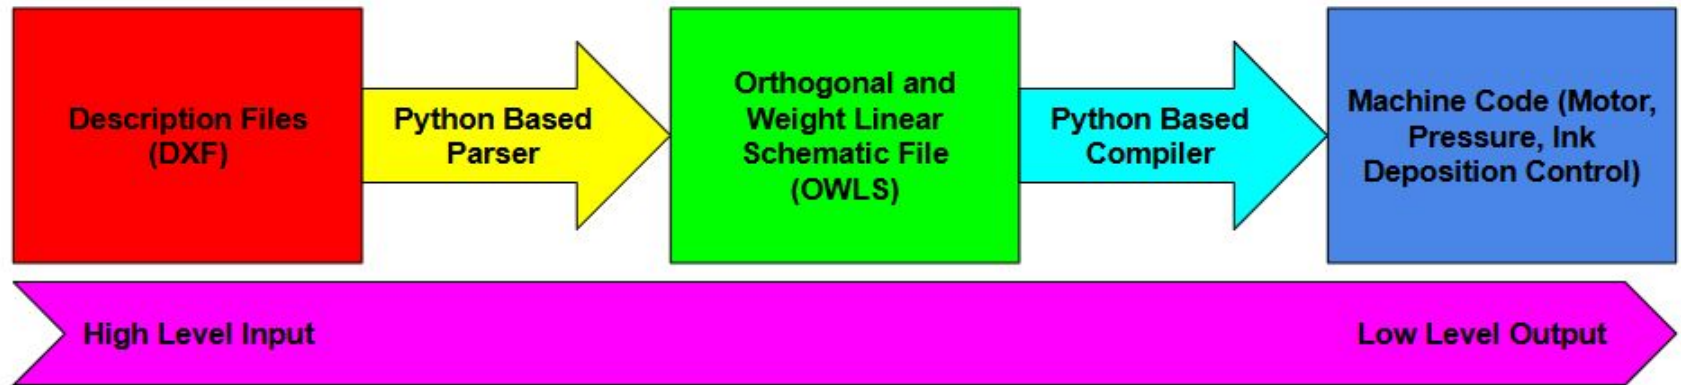 Description Files
(DXF)
Python Based
Parser
Orthogonal and
Weight Linear
Schematic File
(OWLS)
Python Based
Compiler
Machine Code (Motor,
Pressure, Ink
Deposition Control)
High Level Input
Low Level Output